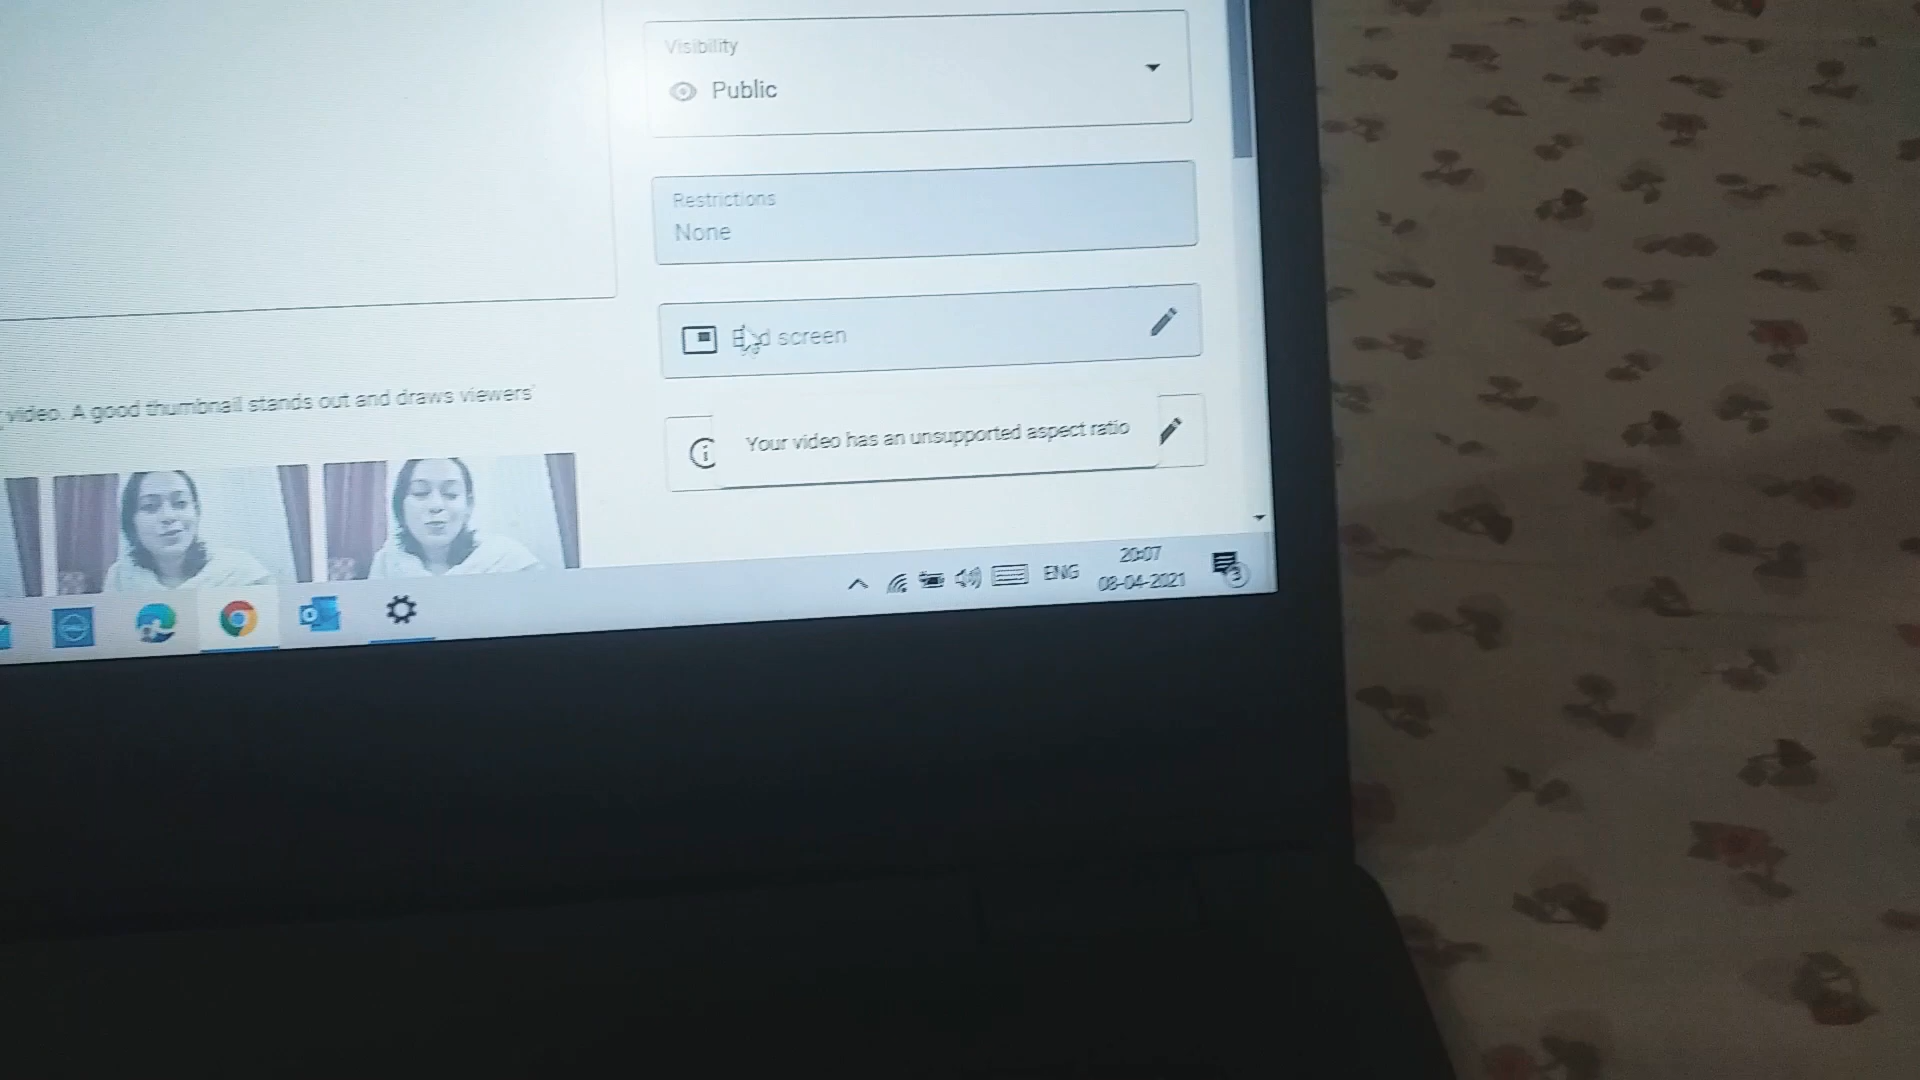 Visibility
Public
Restrictions
None
End screen
Your video has an unsupported aspect ratio
video. A good thumbnail stands out and draws viewers'
ENG
20:07
08-04-2021
3